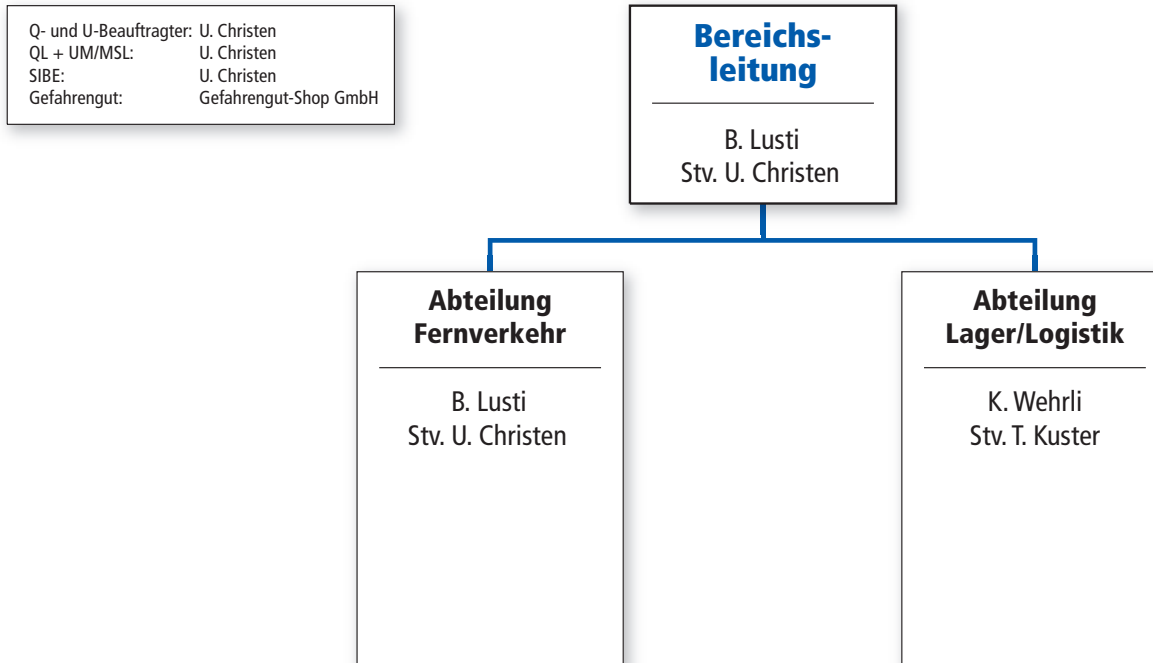 Q- und U-Beauftragter: U. Christen
QL + UM/MSL: U. Christen
SIBE: U. Christen
Gefahrengut: Gefahrengut-Shop GmbH
Bereichs-
leitung
B. Lusti
Stv. U. Christen
Abteilung
Fernverkehr
B. Lusti
Stv. U. Christen
Abteilung
Lager/Logistik
K. Wehrli
Stv. T. Kuster